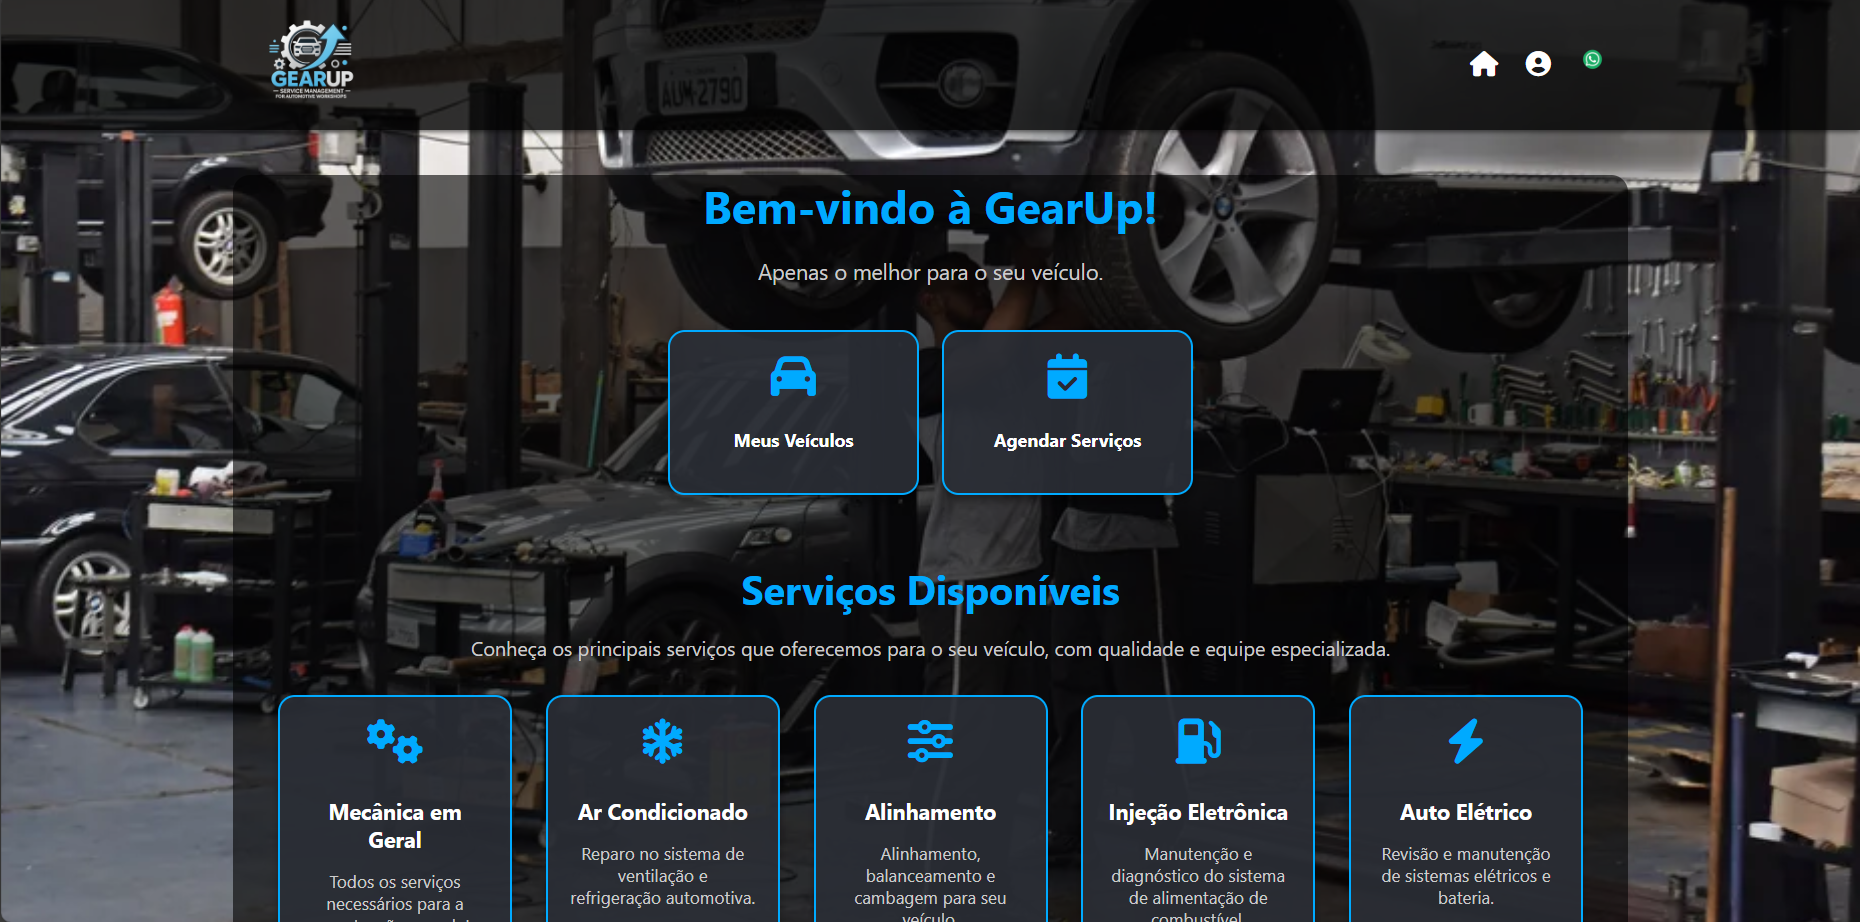 GEARUP
SERVICE MANAGEMENT
FOR AUTOMOTIVE WORKSHOPS
AUM-2790
Bem-vindo à GearUp!
Apenas o melhor para o seu veículo.
Meus Veículos
Agendar Serviços
Serviços Disponíveis
Conheça os principais serviços que oferecemos para o seu veículo, com qualidade e equipe especializada.
Mecânica em
Geral
Todos os serviços
necessários para a
Ar Condicionado
Reparo no sistema de
ventilação e
refrigeração automotiva.
Alinhamento
Alinhamento,
balanceamento e
cambagem para seu
veículo.
Injeção Eletrônica
Manutenção e
diagnóstico do sistema
de alimentação de
combustível.
Auto Elétrico
Revisão e manutenção
de sistemas elétricos e
bateria.